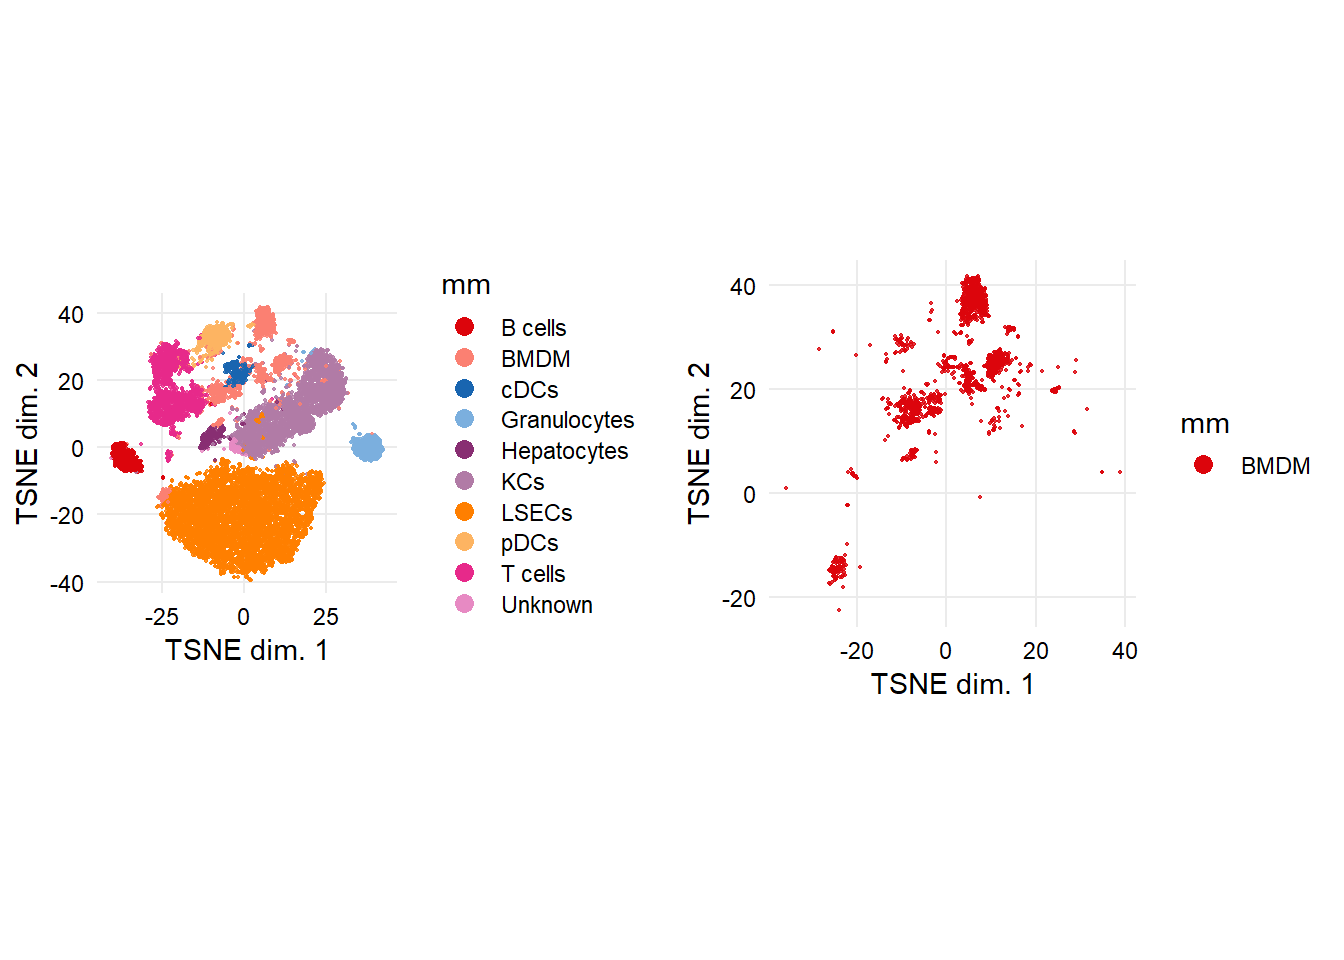 mm
B cells
BMDM
cDCs
Granulocytes
Hepatocytes
KCs
LSECs
pDCs
T cells
Unknown
40
20
0
-20
-40
-25
0
25
TSNE dim. 1
TSNE dim. 2
40
20
0
-20
-20
0
20
40
TSNE dim. 1
TSNE dim. 2
mm
BMDM